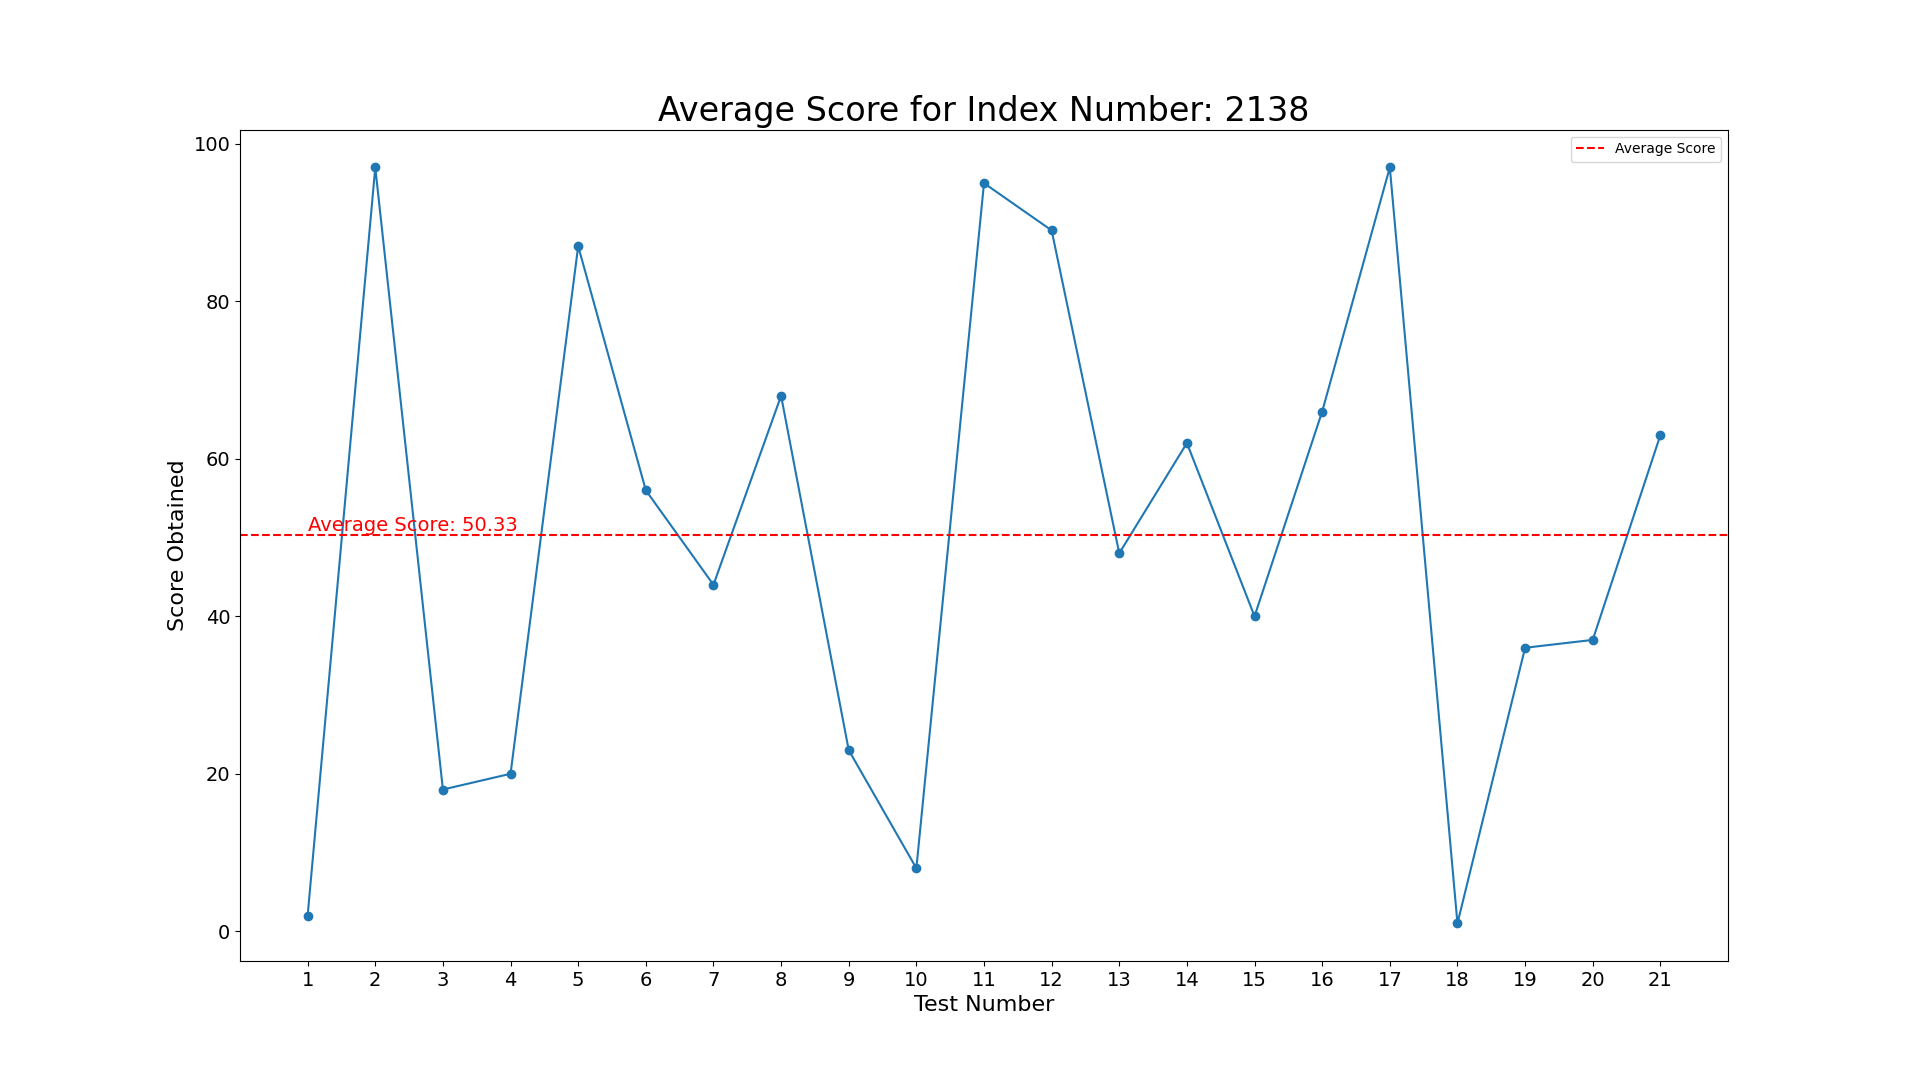 Average Score for Index Number: 2138
Average Score
100
80
60
40
20
0
Score Obtained
Average Score: 50.33
1 2 3 4 5 6 7 8 9 10 11 12 13 14 15 16 17 18 19 20 21
Test Number